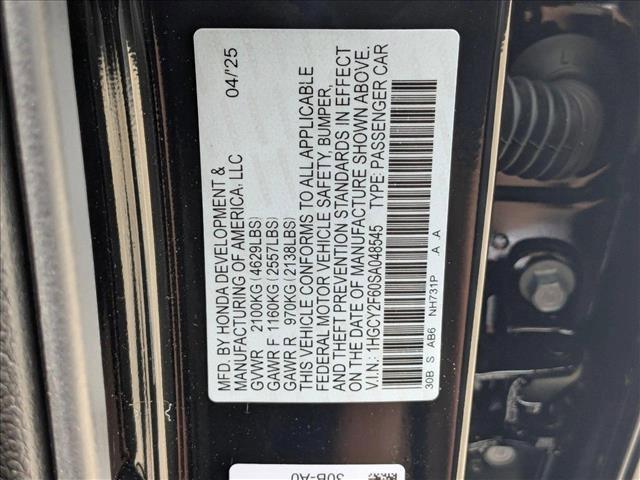 MFD. BY HONDA DEVELOPMENT & 04/'25
MANUFACTURING OF AMERICA, LLC
GVWR 2100KG(4629LBS)
GAWR F 1160KG(2557LBS)
GAWR R 970KG(2138LBS)
THIS VEHICLE CONFORMS TO ALL APPLICABLE
FEDERAL MOTOR VEHICLE SAFETY, BUMPER,
AND THEFT PREVENTION STANDARDS IN EFFECT
ON THE DATE OF MANUFACTURE SHOWN ABOVE.
V.I.N.: 1HGCY2F60SA048545 TYPE: PASSENGER CAR
30B S AB6 NH731P .A A
30B-A0